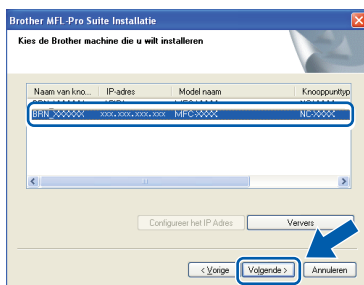 Brother MFL-Pro Suite Installatie
Kies de Brother machine die u wilt installeren
Naam van kno... IP-adres Model naam Knooppunttyp
BRN_XXXXXX xxx.xxx.xxx.xxx MFC-XXXX NC-XXXX
Configureer het IP Adres Ververs
< Vorige Volgende > Annuleren